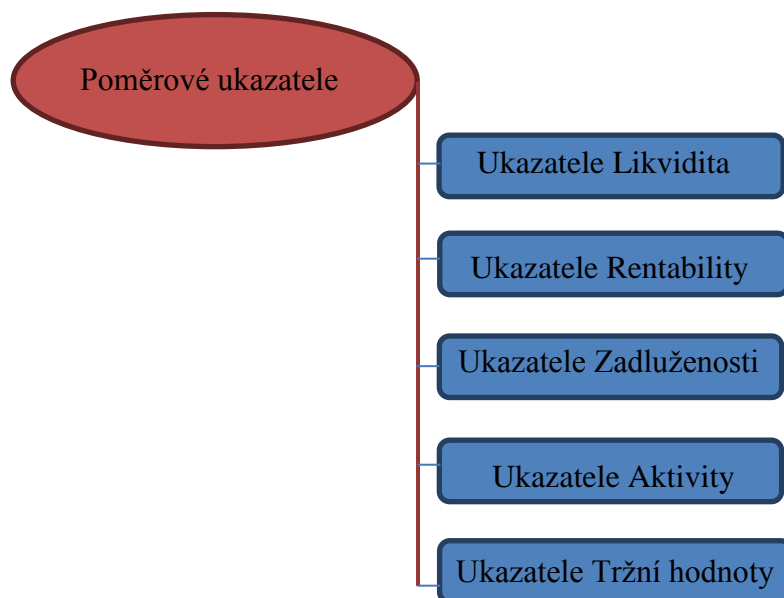 Poměrové ukazatele
Ukazatele Likvidita
Ukazatele Rentability
Ukazatele Zadluženosti
Ukazatele Aktivity
Ukazatele Tržní hodnoty